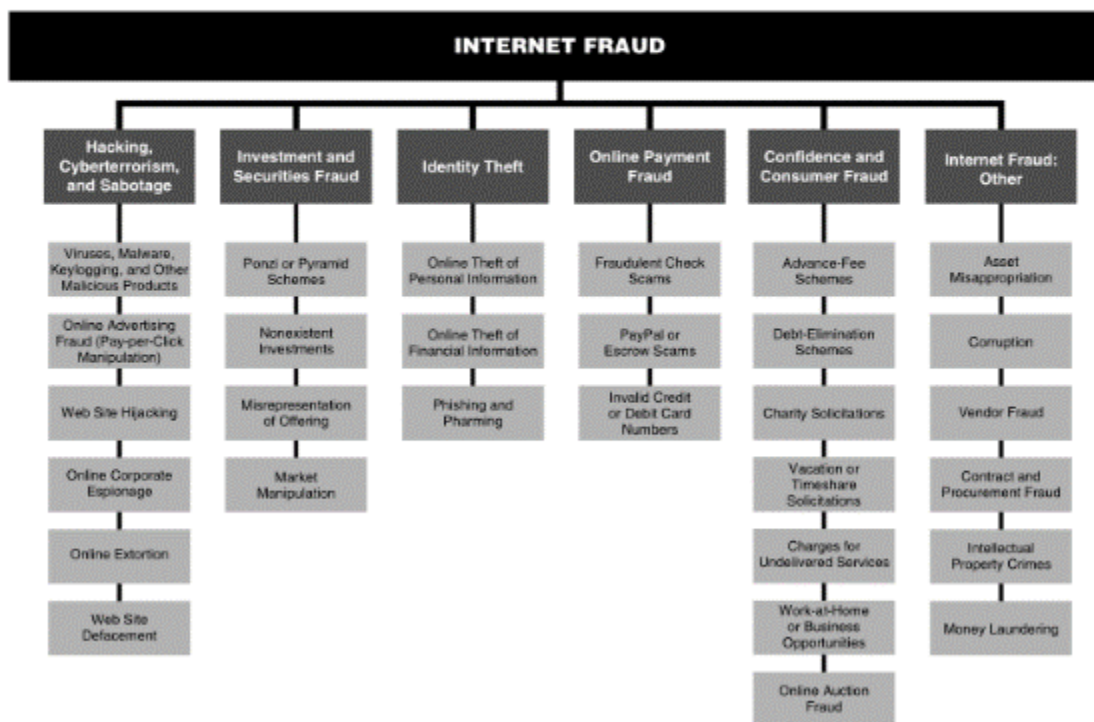 INTERNET FRAUD
Hacking,
Cyberterrorism,
and Sabotage
Viruses, Malware,
Keylogging, and Other
Malicious Products
Online Advertising
Fraud (Pay-per-Click
Manipulation)
Web Site Hijacking
Online Corporate
Espionage
Online Extortion
Web Site
Defacement
Investment and
Securities Fraud
Ponzi or Pyramid
Schemes
Nonexistent
Investments
Misrepresentation
of Offering
Market
Manipulation
Identity Theft
Online Theft of
Personal Information
Online Theft of
Financial Information
Phishing and
Pharming
Online Payment
Fraud
Fraudulent Check
Scams
PayPal or
Escrow Scams
Invalid Credit
or Debit Card
Numbers
Confidence and
Consumer Fraud
Advance-Fee
Schemes
Debt-Elimination
Schemes
Charity Solicitations
Vacation or
Timeshare
Solicitations
Charges for
Undelivered Services
Work-at-Home
or Business
Opportunities
Online Auction
Fraud
Internet Fraud:
Other
Asset
Misappropriation
Corruption
Vendor Fraud
Contract and
Procurement Fraud
Intellectual
Property Crimes
Money Laundering